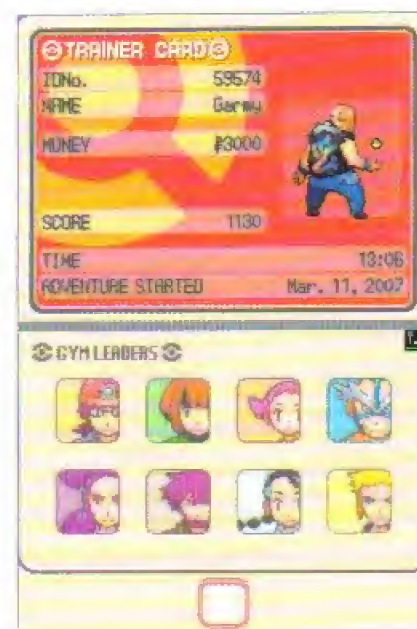 TRAINER CARD
IDNo. 59574
NAME Garmy
MONEY ₽3000
SCORE 1130
TIME 13:06
ADVENTURE STARTED Mar. 11, 2007
GYM LEADERS